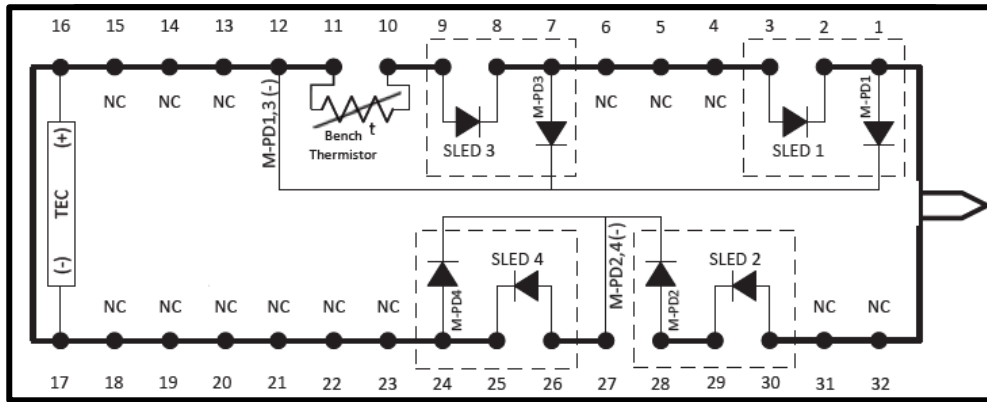 16 15 14 13 12 11 10 9 8 7 6 5 4 3 2 1
NC NC NC NC NC NC
M-PD1,3 (-)
t
Bench
Thermistor
M-PD3
SLED 3
M-PD1
SLED 1
(+)
TEC
(-)
M-PD4
SLED 4
M-PD2,4 (-)
M-PD2
SLED 2
NC NC NC NC NC NC NC NC
17 18 19 20 21 22 23 24 25 26 27 28 29 30 31 32